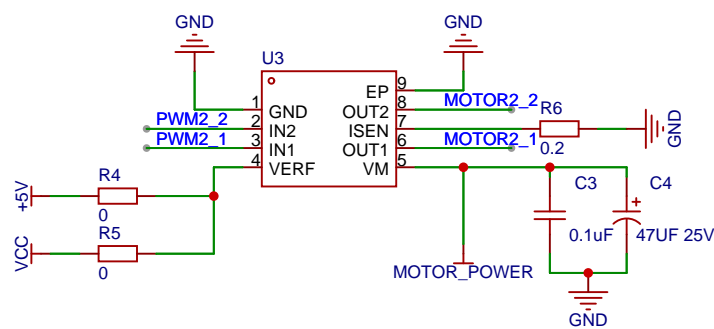 GND
GND
U3
EP 9
1 GND
OUT2 8 MOTOR2_2
PWM2_2 2 IN2
ISEN 7 R6
0.2
GND
PWM2_1 3 IN1
OUT1 6 MOTOR2_1
4 VERF
VM 5
+5V
R4
0
VCC
R5
0
MOTOR_POWER
C3
0.1uF
C4
+
47UF 25V
GND